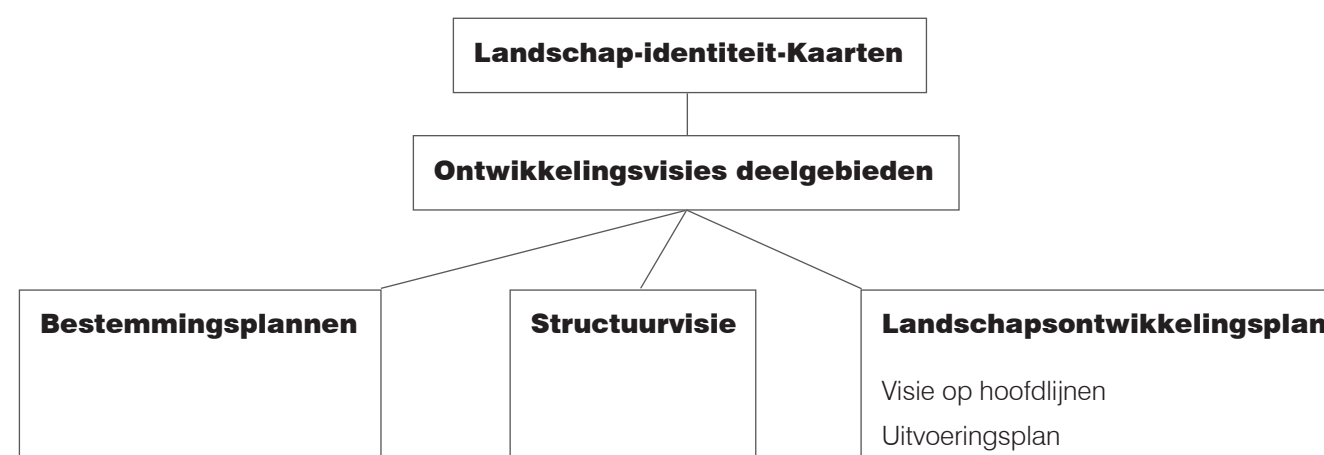 Landschap-identiteit-Kaarten
Ontwikkelingsvisies deelgebieden
Bestemmingsplannen
Structuurvisie
Landschapsontwikkelingsplan
Visie op hoofdlijnen
Uitvoeringsplan